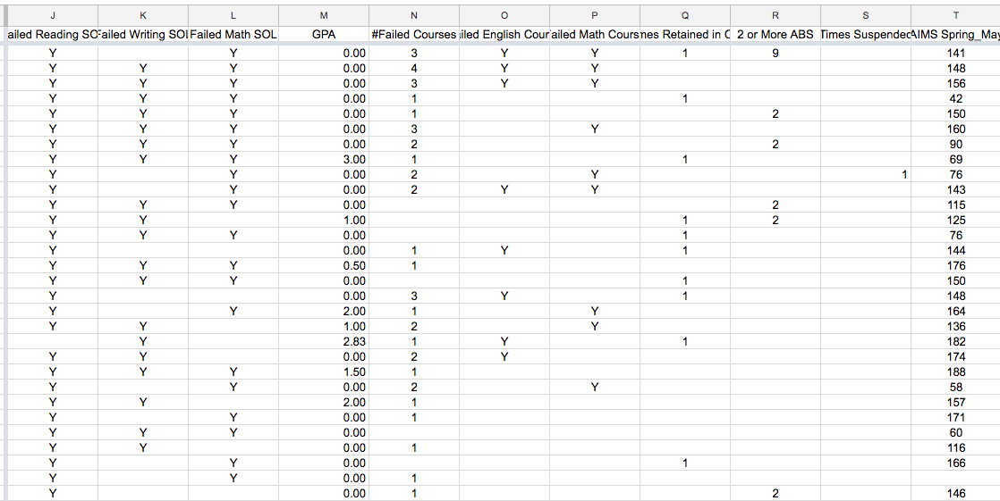 J K L M N O P Q R S T
ailed Reading SO Failed Writing SOL Failed Math SOL GPA #Failed Courses iled English Cour ailed Math Cours mes Retained in 2 or More ABS Times Suspended AIMS Spring_May
Y Y 0.00 3 Y Y 1 9 141
Y Y Y 0.00 4 Y Y 148
Y Y Y 0.00 3 Y Y 156
Y Y Y 0.00 1 1 42
Y Y Y 0.00 1 2 150
Y Y Y 0.00 3 Y 160
Y Y Y 0.00 2 2 90
Y Y Y 3.00 1 1 69
Y Y 0.00 2 Y 1 76
Y Y 0.00 2 Y Y 143
Y Y Y 0.00 2 115
Y Y 1.00 1 2 125
Y Y Y 0.00 1 76
Y 0.00 1 Y 1 144
Y Y Y 0.50 1 176
Y Y Y 0.00 1 150
Y 0.00 3 Y 1 148
Y Y 2.00 1 Y 164
Y Y 1.00 2 Y 136
Y 2.83 1 Y 1 182
Y Y 0.00 2 Y 174
Y Y Y 1.50 1 188
Y Y 0.00 2 Y 58
Y Y 2.00 1 157
Y Y 0.00 1 171
Y Y Y 0.00 60
Y Y 0.00 1 116
Y Y 0.00 1 166
Y Y 0.00 1
Y 0.00 1 2 146